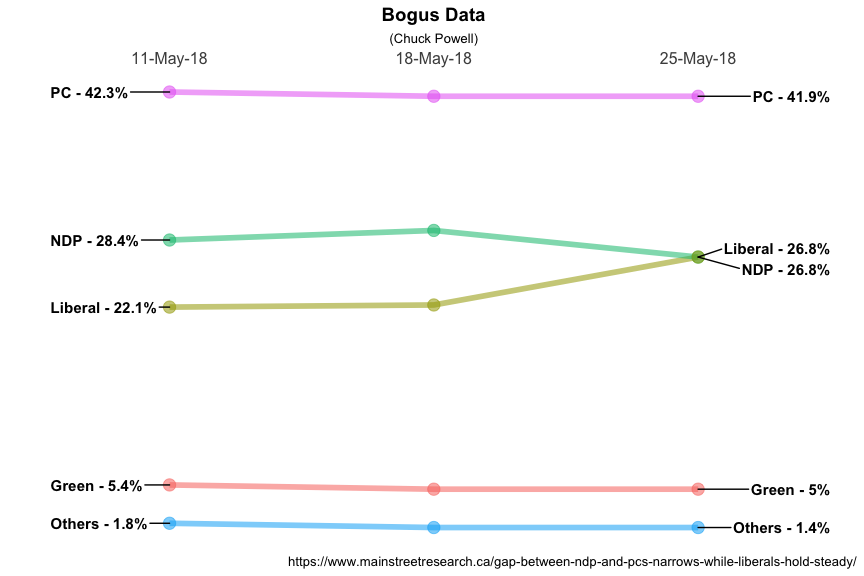 Bogus Data
(Chuck Powell)
11-May-18 18-May-18 25-May-18
PC - 42.3% PC - 41.9%
NDP - 28.4% Liberal - 26.8%
NDP - 26.8%
Liberal - 22.1%
Green - 5.4% Green - 5%
Others - 1.8% Others - 1.4%
https://www.mainstreetresearch.ca/gap-between-ndp-and-pcs-narrows-while-liberals-hold-steady/